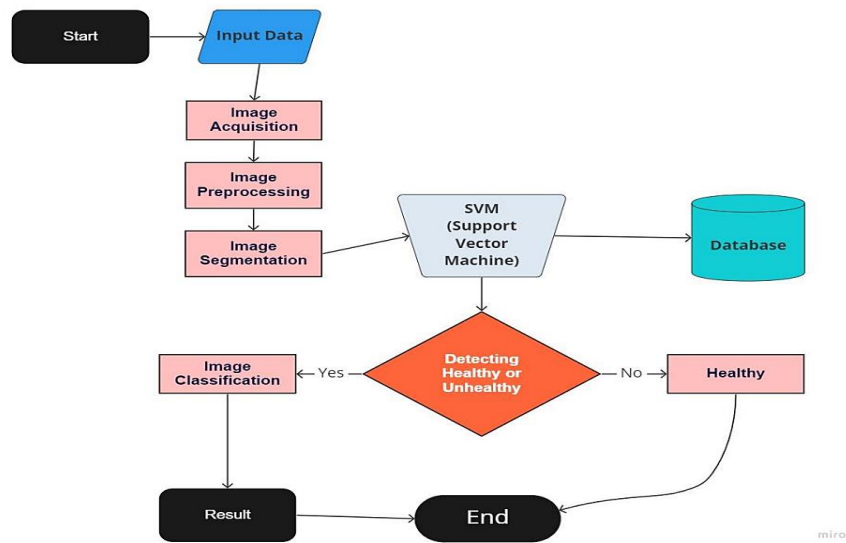 Start
Input Data
Image
Acquisition
Image
Preprocessing
Image
Segmentation
SVM
(Support
Vector
Machine)
Database
Detecting
Healthy or
Unhealthy
Yes
No
Image
Classification
Healthy
Result
End
miro